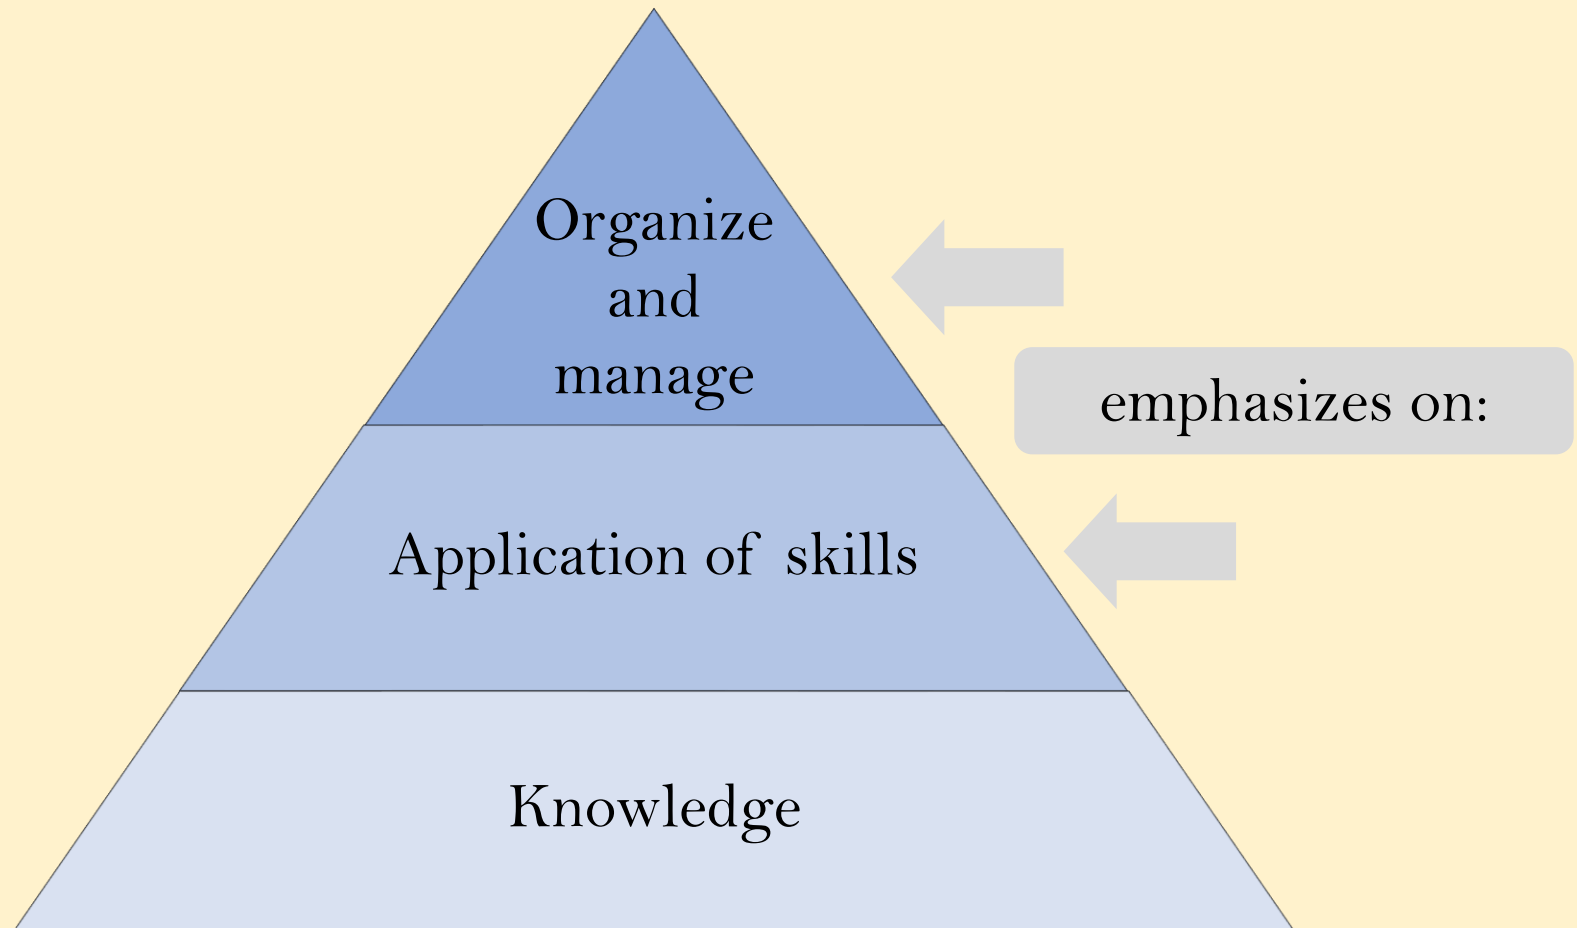 Organize
and
manage
emphasizes on:
Application of skills
Knowledge